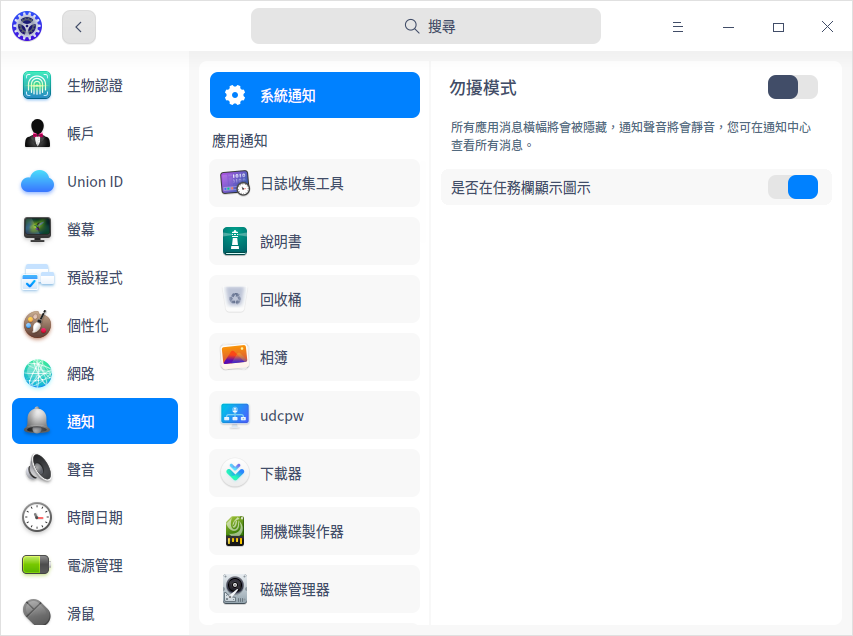 搜尋
生物認證
帳戶
Union ID
螢幕
預設程式
個性化
網路
通知
聲音
時間日期
電源管理
滑鼠
系統通知
應用通知
日誌收集工具
說明書
回收桶
相簿
udcpw
下載器
開機碟製作器
磁碟管理器
勿擾模式
所有應用消息橫幅將會被隱藏，通知聲音將會靜音，您可在通知中心
查看所有消息。
是否在任務欄顯示圖示